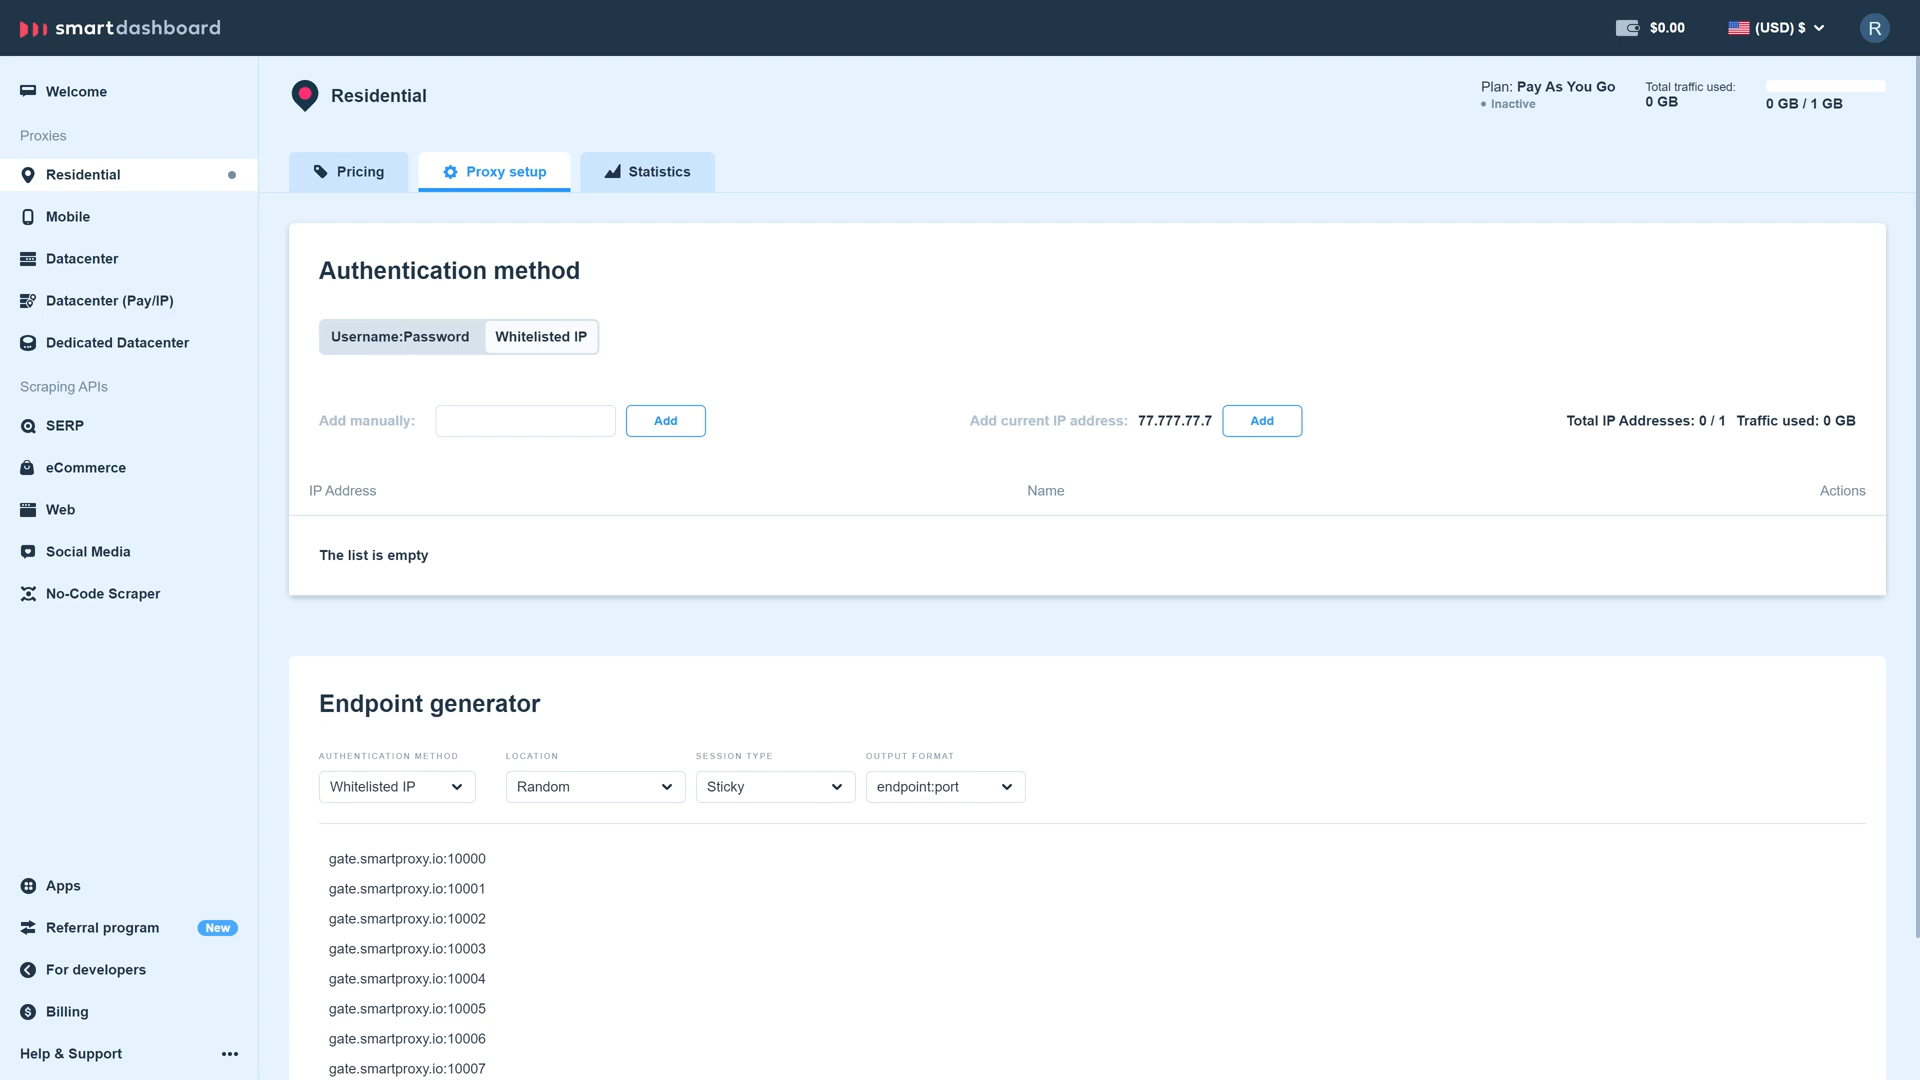 smartdashboard
$0.00
(USD) $
R
Welcome
Proxies
Residential
Mobile
Datacenter
Datacenter (Pay/IP)
Dedicated Datacenter
Scraping APIs
SERP
eCommerce
Web
Social Media
No-Code Scraper
Apps
Referral program New
For developers
Billing
Help & Support
Residential
Plan: Pay As You Go
Inactive
Total traffic used:
0 GB
0 GB / 1 GB
Pricing
Proxy setup
Statistics
Authentication method
Username:Password Whitelisted IP
Add manually: Add
Add current IP address: 77.777.77.7 Add
Total IP Addresses: 0 / 1 Traffic used: 0 GB
IP Address Name Actions
The list is empty
Endpoint generator
AUTHENTICATION METHOD LOCATION SESSION TYPE OUTPUT FORMAT
Whitelisted IP Random Sticky endpoint:port
gate.smartproxy.io:10000
gate.smartproxy.io:10001
gate.smartproxy.io:10002
gate.smartproxy.io:10003
gate.smartproxy.io:10004
gate.smartproxy.io:10005
gate.smartproxy.io:10006
gate.smartproxy.io:10007